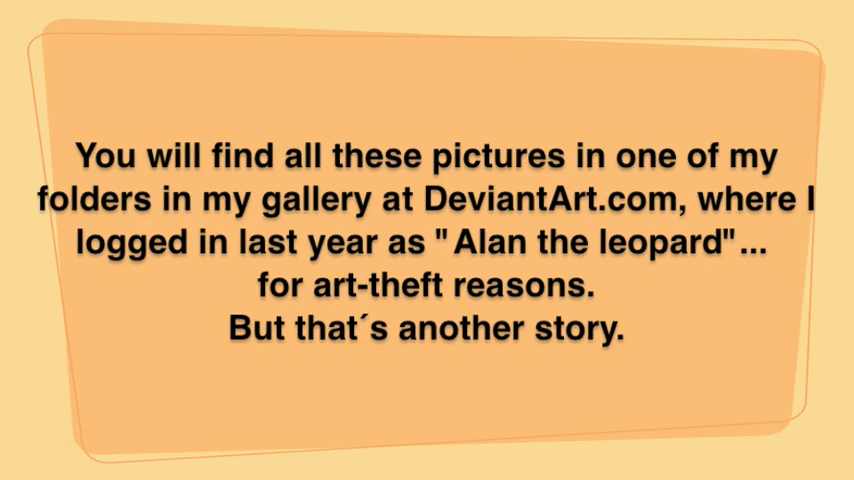 You will find all these pictures in one of my
folders in my gallery at DeviantArt.com, where I
logged in last year as "Alan the leopard"...
for art-theft reasons.
But that´s another story.